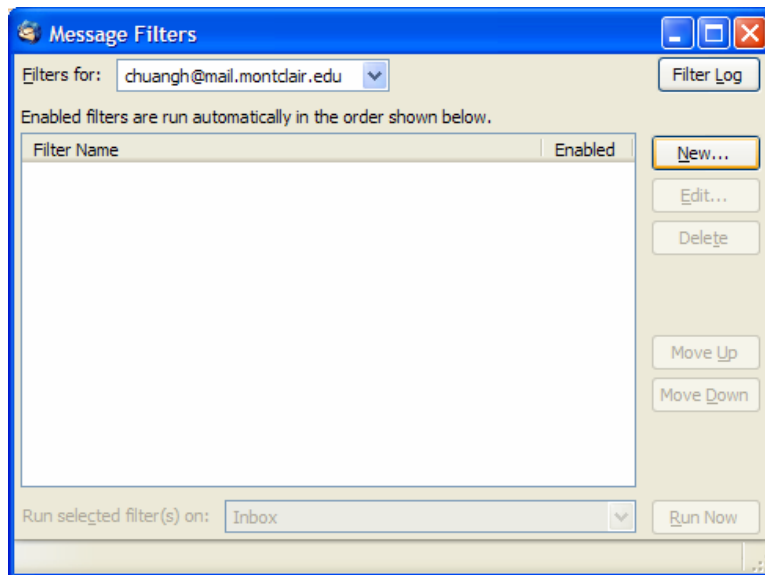 Message Filters
Filters for: chuangh@mail.montclair.edu Filter Log
Enabled filters are run automatically in the order shown below.
Filter Name Enabled
New...
Edit...
Delete
Move Up
Move Down
Run selected filter(s) on: Inbox Run Now